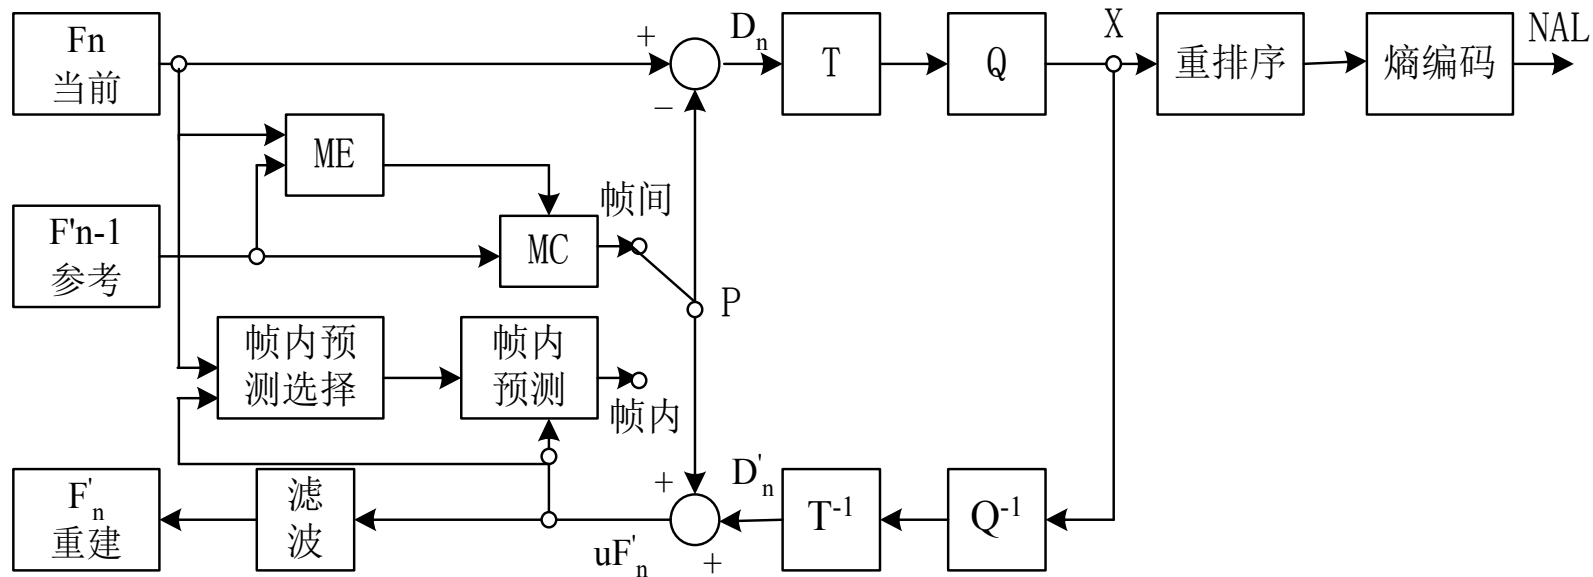 Fn
当前
+
−
Dn
T
Q
X
重排序
熵编码
NAL
ME
F'n-1
参考
MC
帧间
P
帧内预
测选择
帧内
预测
帧内
F'n
重建
滤
波
uF'n
+
+
D'n
T-1
Q-1